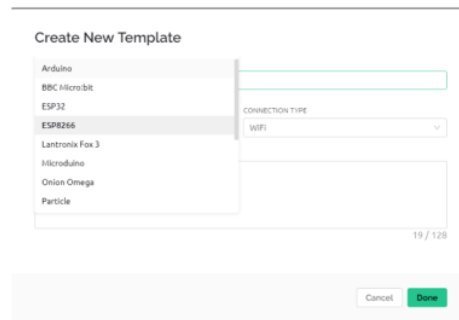 Create New Template
Arduino
BBC Micro:bit
ESP32
CONNECTION TYPE
ESP8266
WiFi
Lantronix Fox 3
Microduino
Onion Omega
Particle
19 / 128
Cancel
Done